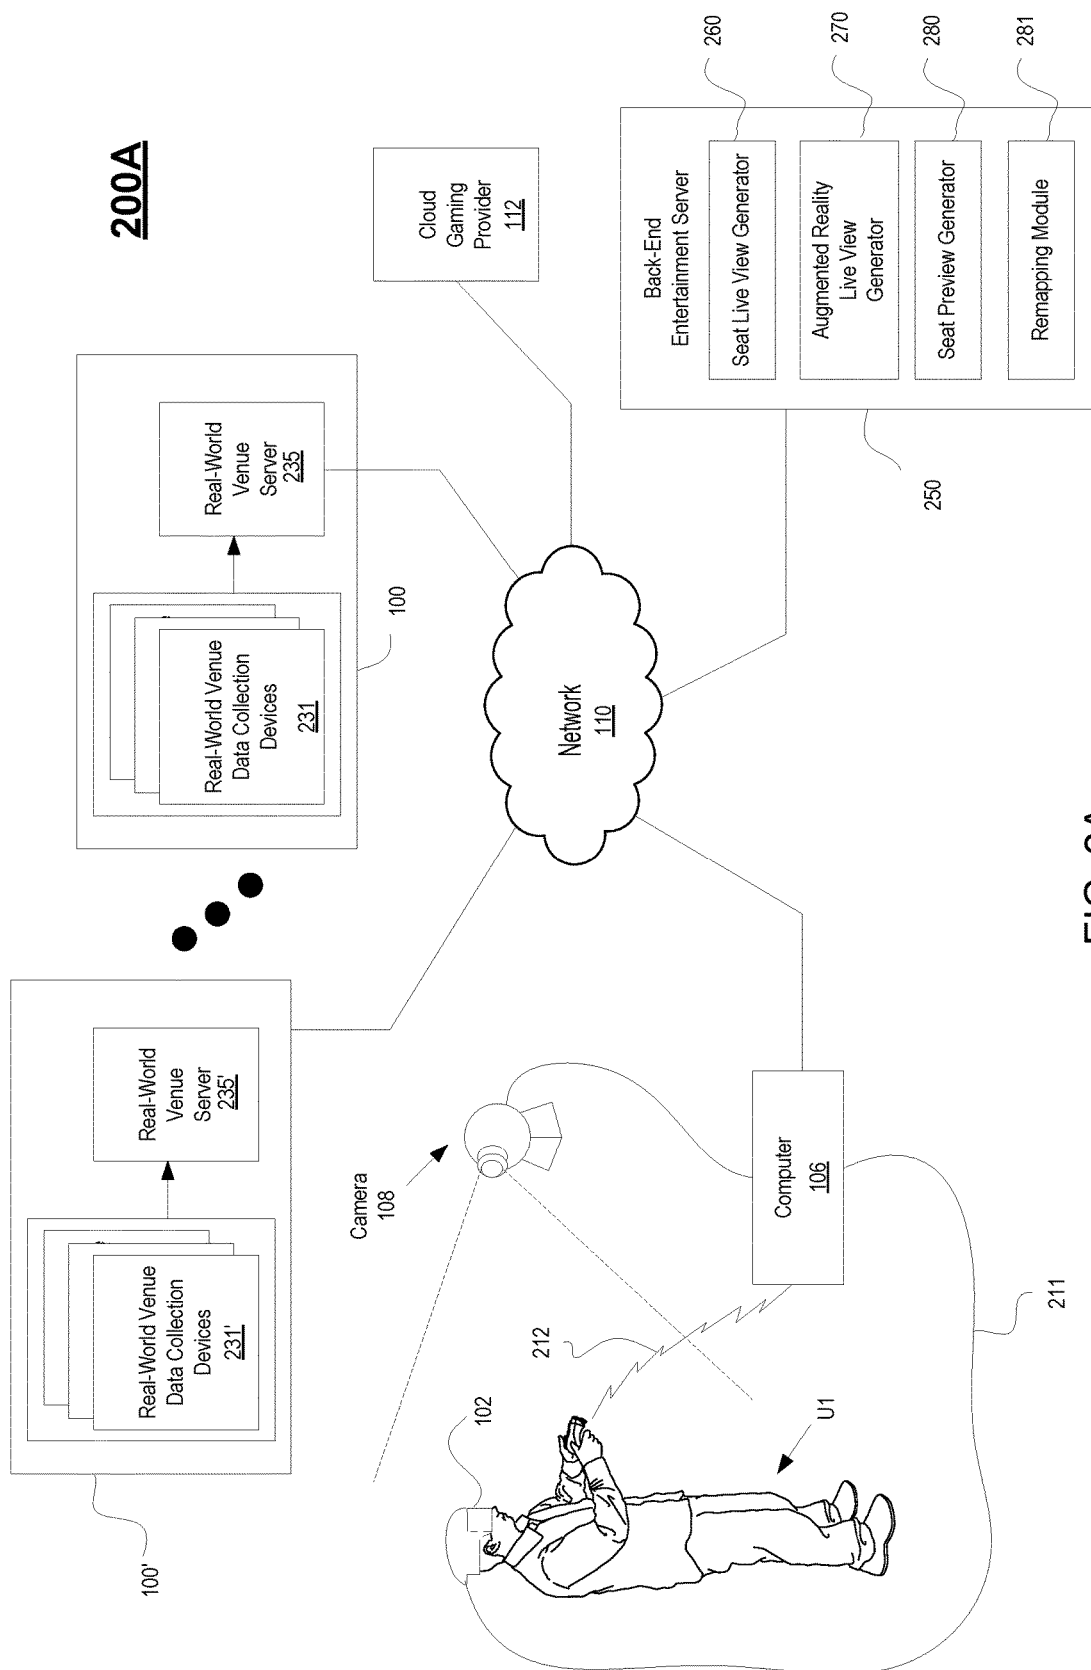 200A
100'
Real-World Venue
Data Collection
Devices
231'
Real-World
Venue
Server
235'
Real-World Venue
Data Collection
Devices
231
Real-World
Venue
Server
235
100
Cloud
Gaming
Provider
112
Camera
108
102
212
U1
211
Computer
106
Network
110
250
Back-End
Entertainment Server
Seat Live View Generator
260
Augmented Reality
Live View
Generator
270
Seat Preview Generator
280
Remapping Module
281
FIG. 2A